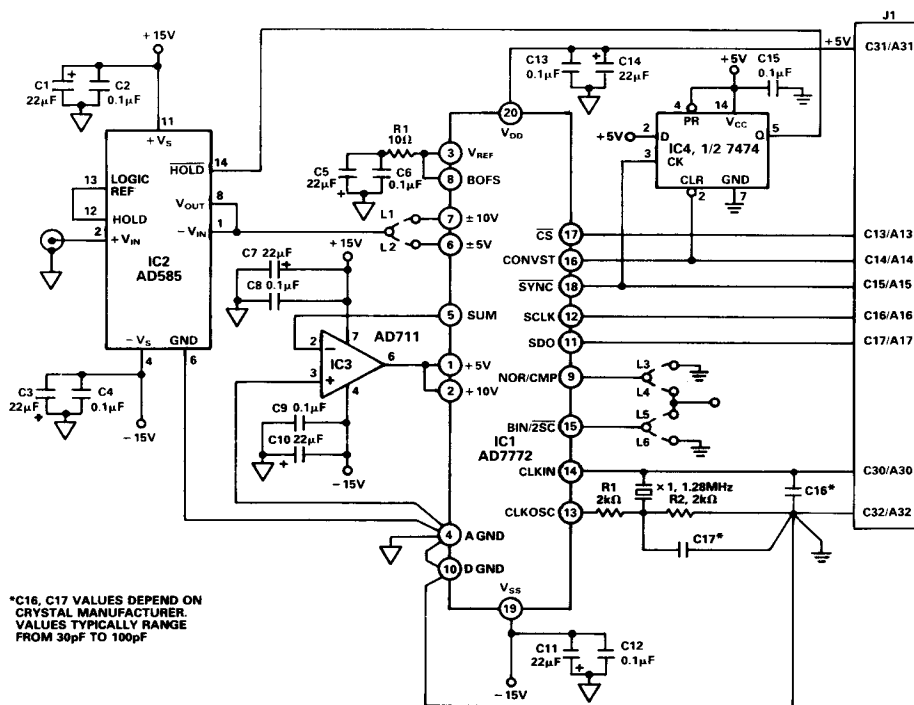 J1
+15V
+5V
C31/A31
C1
22μF
+
C2
0.1μF
C13
0.1μF
+
C14
22μF
+5V
C15
0.1μF
11
+VS
20
VDD
4
PR
14
VCC
+5V
2
D
Q
5
IC4, 1/2 7474
3
CK
CLR
GND
2
7
R1
10Ω
3
VREF
C5
22μF
+
C6
0.1μF
8
BOFS
HOLD
14
13
LOGIC
REF
VOUT
8
12
HOLD
2
+VIN
−VIN
1
IC2
AD585
L1
L2
7
±10V
6
±5V
17
CS
C13/A13
16
CONVST
C14/A14
18
SYNC
C15/A15
12
SCLK
C16/A16
11
SDO
C17/A17
C7 22μF
+
+15V
C8 0.1μF
5
SUM
−VS
4
GND
6
AD711
7
2
−
IC3
6
3
+
4
1
+5V
2
+10V
NOR/CMP
9
L3
L4
L5
L6
BIN/2SC
15
IC1
AD7772
C3
22μF
+
C4
0.1μF
−15V
C9 0.1μF
C10 22μF
+
−15V
CLKIN
14
C30/A30
R1
2kΩ
×1, 1.28MHz
R2, 2kΩ
C16*
CLKOSC
13
C32/A32
C17*
4
A GND
10
D GND
VSS
19
C11
22μF
+
C12
0.1μF
−15V
*C16, C17 VALUES DEPEND ON
CRYSTAL MANUFACTURER.
VALUES TYPICALLY RANGE
FROM 30pF TO 100pF